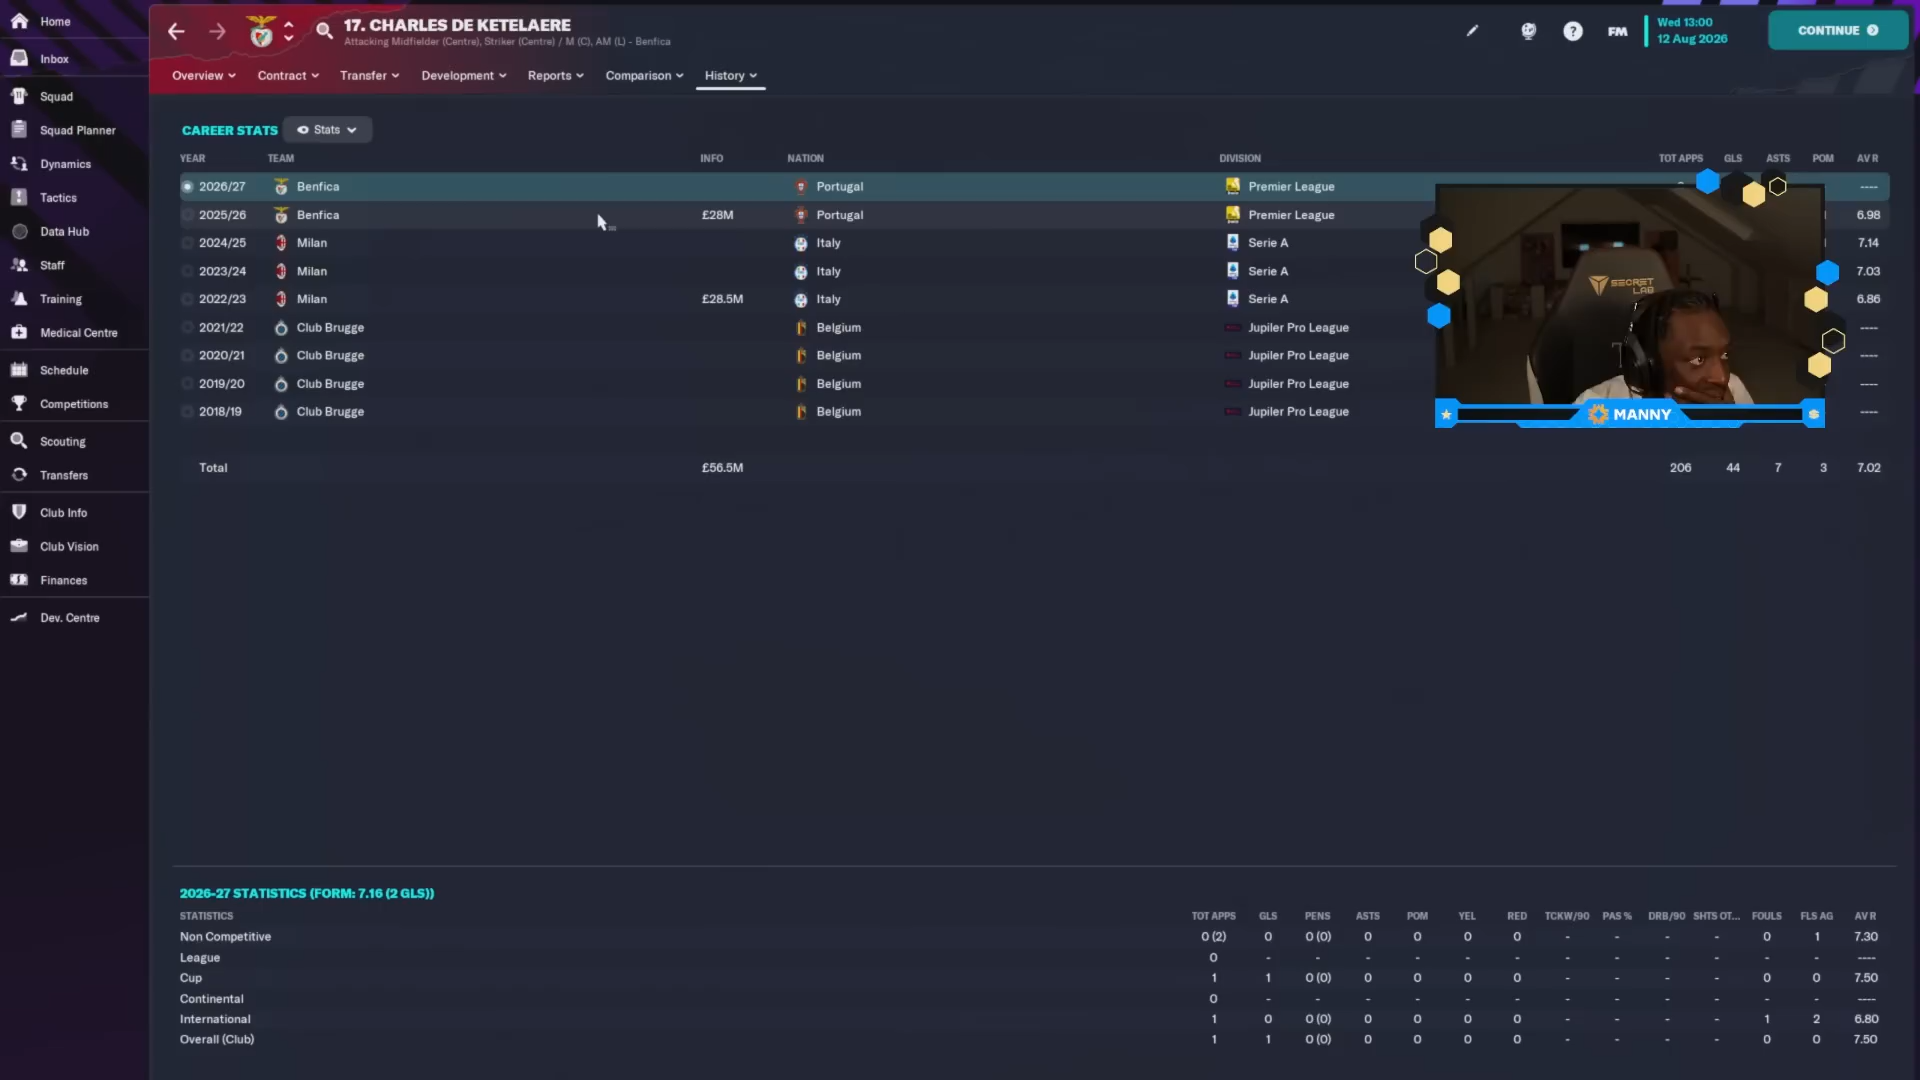 Home
Inbox
Squad
Squad Planner
Dynamics
Tactics
Data Hub
Staff
Training
Medical Centre
Schedule
Competitions
Scouting
Transfers
Club Info
Club Vision
Finances
Dev. Centre
17. CHARLES DE KETELAERE
Attacking Midfielder (Centre), Striker (Centre) / M (C), AM (L) - Benfica
? FM Wed 13:00
12 Aug 2026
CONTINUE
Overview Contract Transfer Development Reports Comparison History
CAREER STATS Stats
YEAR TEAM INFO NATION DIVISION TOT APPS GLS ASTS POM AV R
2026/27 Benfica Portugal Premier League ----
2025/26 Benfica £28M Portugal Premier League 6.98
2024/25 Milan Italy Serie A 7.14
2023/24 Milan Italy Serie A 7.03
2022/23 Milan £28.5M Italy Serie A 6.86
2021/22 Club Brugge Belgium Jupiler Pro League ----
2020/21 Club Brugge Belgium Jupiler Pro League ----
2019/20 Club Brugge Belgium Jupiler Pro League ----
2018/19 Club Brugge Belgium Jupiler Pro League ----
SECRET
LAB
MANNY
Total £56.5M 206 44 7 3 7.02
2026-27 STATISTICS (FORM: 7.16 (2 GLS))
STATISTICS TOT APPS GLS PENS ASTS POM YEL RED TCKW/90 PAS % DRB/90 SHTS OT... FOULS FLS AG AV R
Non Competitive 0 (2) 0 0 (0) 0 0 0 0 - - - - 0 1 7.30
League 0 - - - - - - - - - - - - ----
Cup 1 1 0 (0) 0 0 0 0 - - - - 0 0 7.50
Continental 0 - - - - - - - - - - - - ----
International 1 0 0 (0) 0 0 0 0 - - - - 1 2 6.80
Overall (Club) 1 1 0 (0) 0 0 0 0 - - - - 0 0 7.50